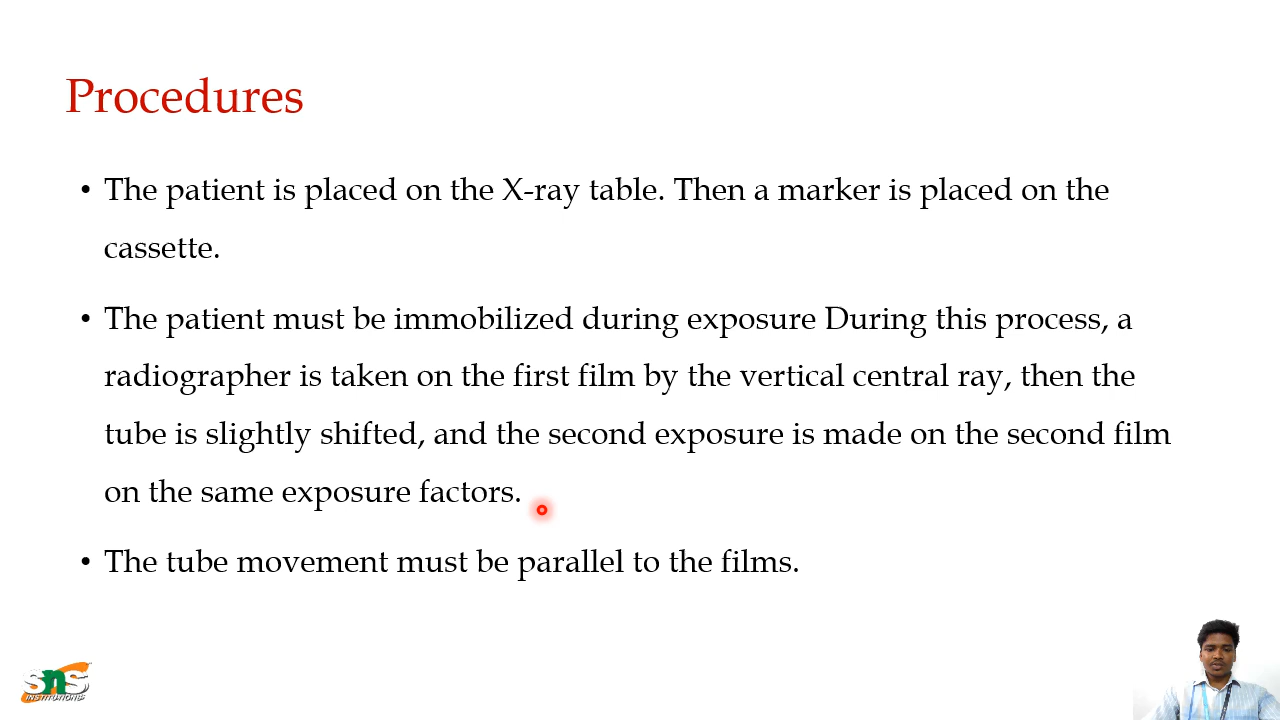 Procedures
• The patient is placed on the X-ray table. Then a marker is placed on the
cassette.
• The patient must be immobilized during exposure During this process, a
radiographer is taken on the first film by the vertical central ray, then the
tube is slightly shifted, and the second exposure is made on the second film
on the same exposure factors.
• The tube movement must be parallel to the films.
sns
INSTITUTIONS